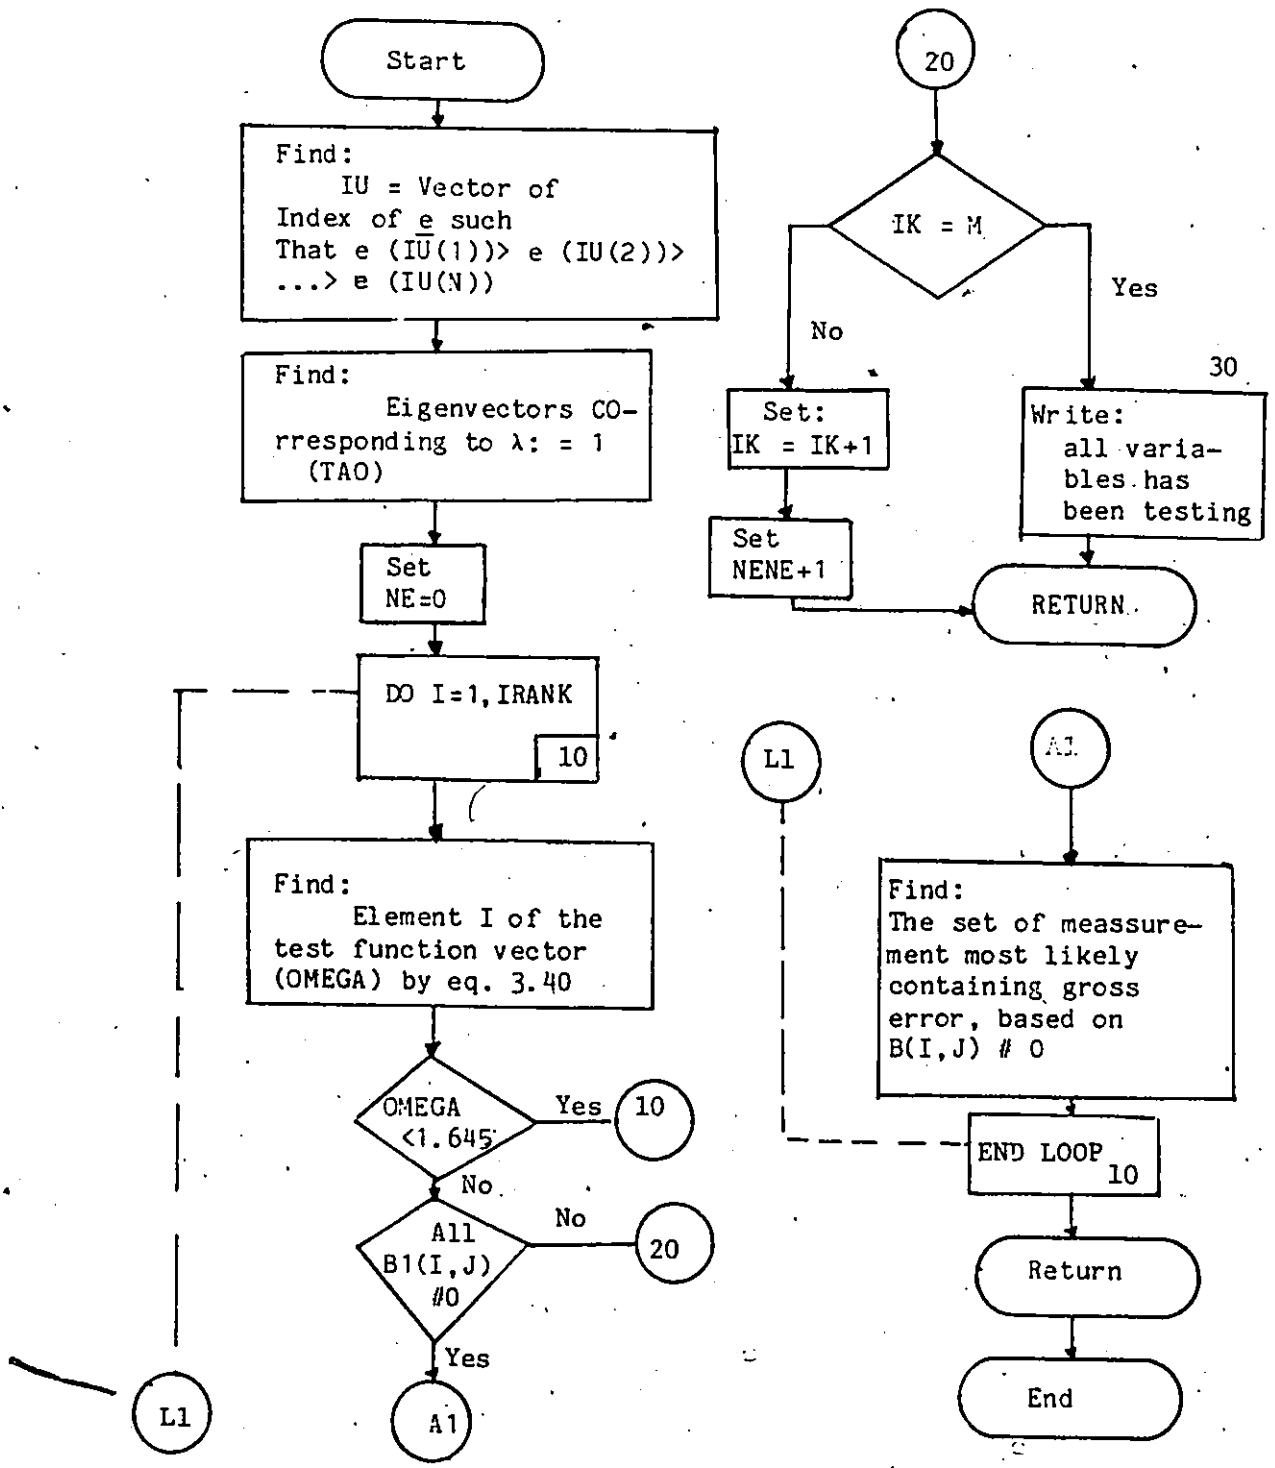 Start
Find:
IU = Vector of
Index of e such
That e (IU(1))> e (IU(2))>
...> e (IU(N))
Find:
Eigenvectors CO-
rresponding to λ: = 1
(TAO)
Set
NE=0
DO I=1,IRANK
10
Find:
Element I of the
test function vector
(OMEGA) by eq. 3.40
OMEGA
<1.645
Yes
10
No
All
B1(I,J)
#0
No
20
Yes
A1
L1
20
IK = M
No
Yes
Set:
IK = IK+1
Set
NENE+1
30
Write:
all varia-
bles has
been testing
RETURN
L1
A1
Find:
The set of meassure-
ment most likely
containing gross
error, based on
B(I,J) # 0
END LOOP
10
Return
End